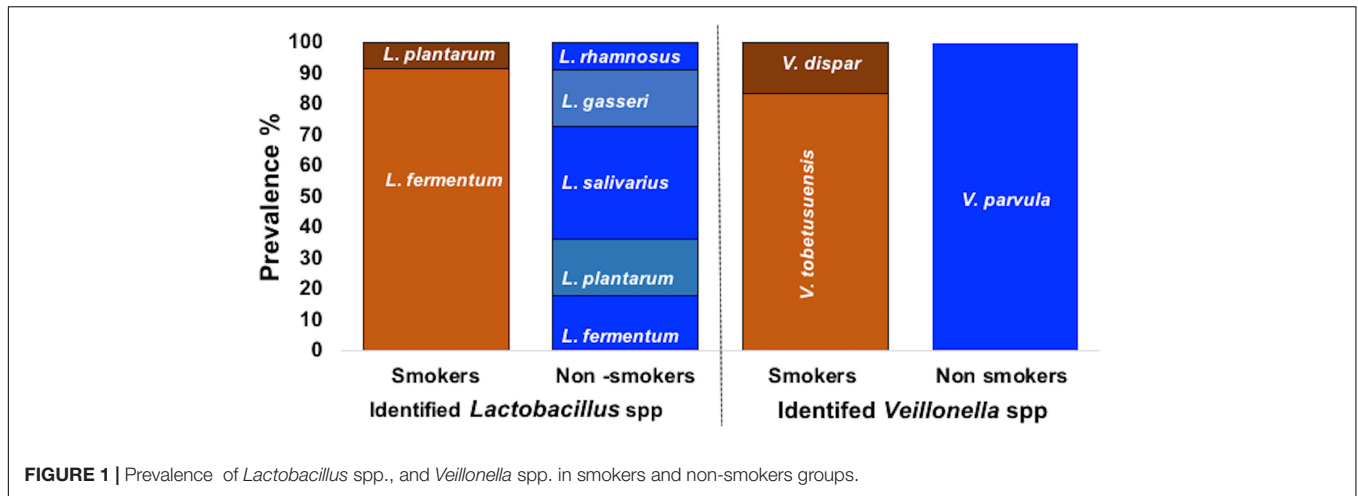 Prevalence %
100
90
80
70
60
50
40
30
20
10
0
L. plantarum
L. fermentum
L. rhamnosus
L. gasseri
L. salivarius
L. plantarum
L. fermentum
V. dispar
V. tobetusuensis
V. parvula
Smokers
Non -smokers
Smokers
Non smokers
Identified Lactobacillus spp
Identifed Veillonella spp
FIGURE 1 | Prevalence of Lactobacillus spp., and Veillonella spp. in smokers and non-smokers groups.